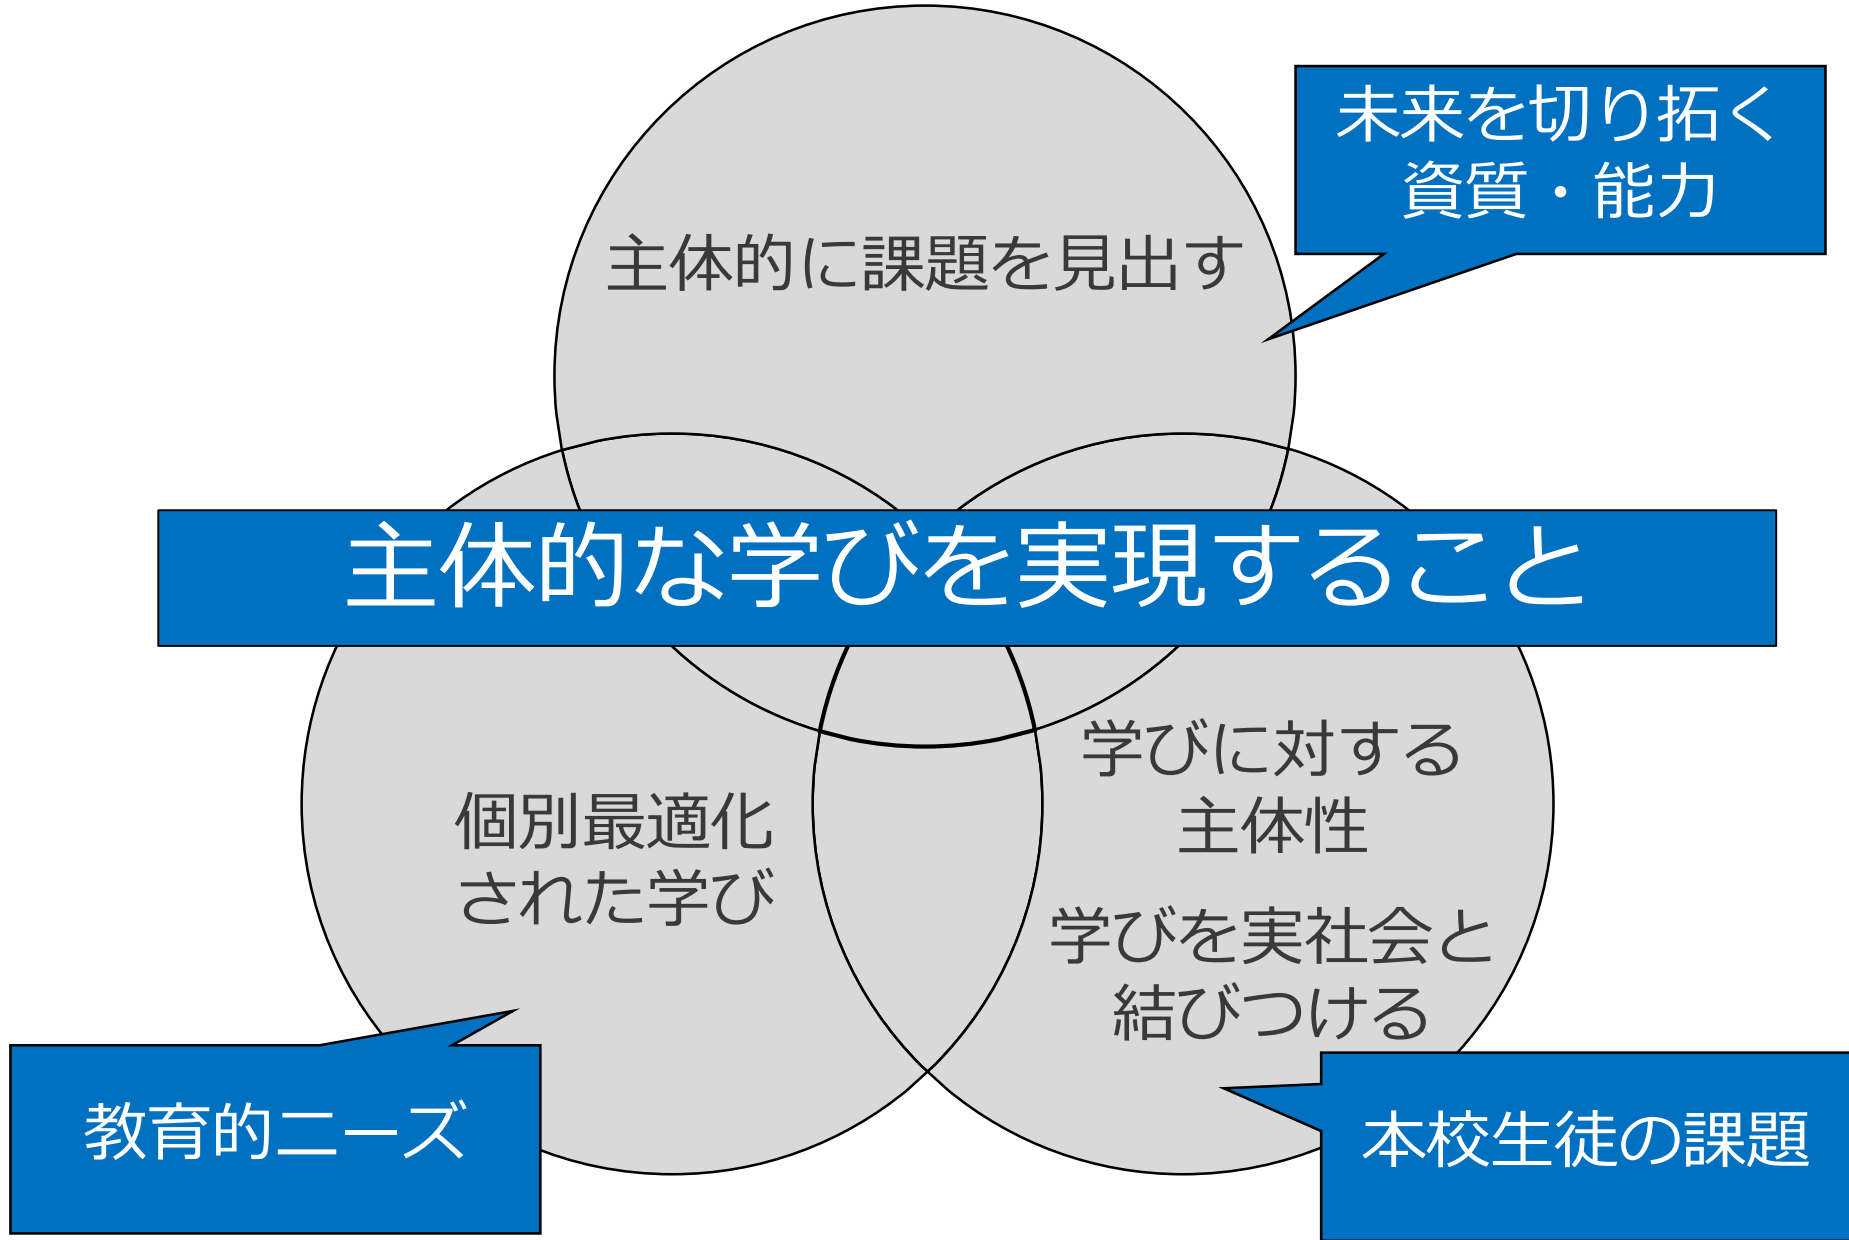 未来を切り拓く
資質・能力
主体的に課題を見出す
主体的な学びを実現すること
学びに対する
主体性
個別最適化
された学び
学びを実社会と
結びつける
教育的ニーズ
本校生徒の課題